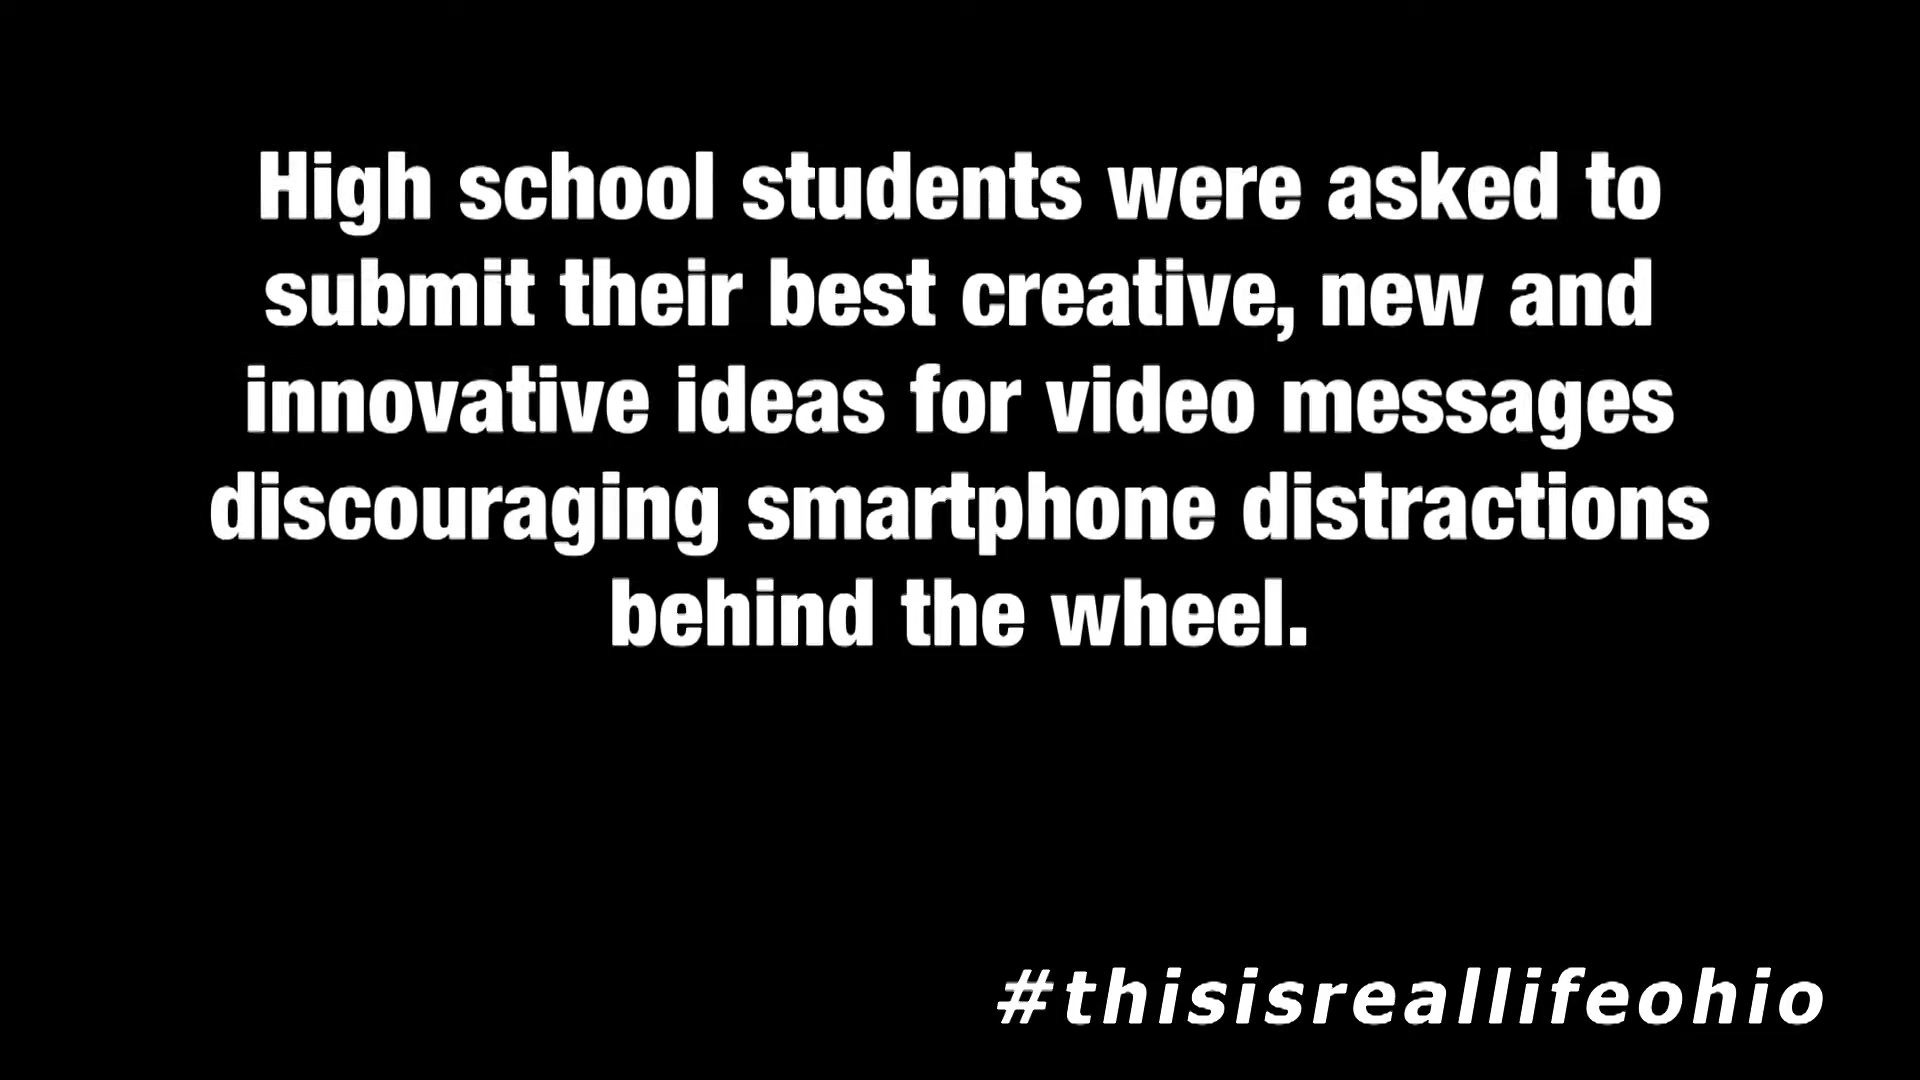 High school students were asked to
submit their best creative, new and
innovative ideas for video messages
discouraging smartphone distractions
behind the wheel.
#thisisreallifeohio